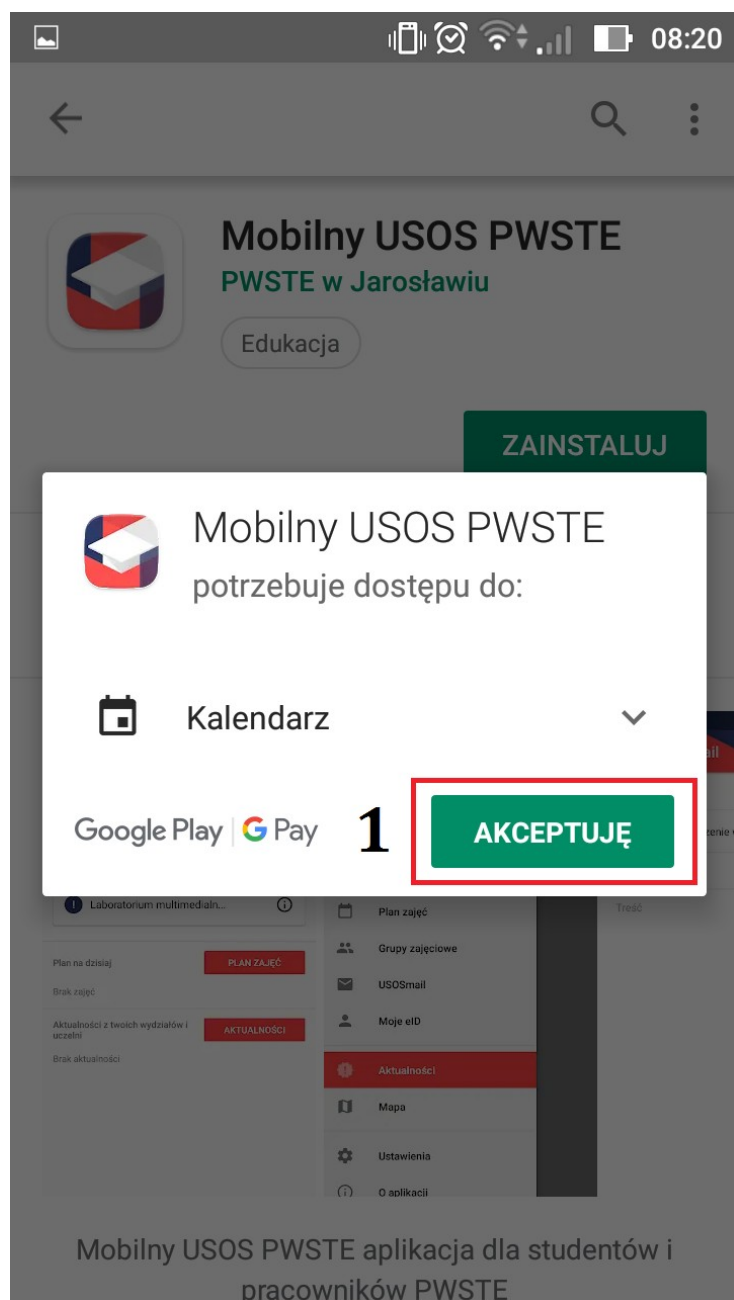 08:20
Mobilny USOS PWSTE
PWSTE w Jarosławiu
Edukacja
ZAINSTALUJ
Mobilny USOS PWSTE
potrzebuje dostępu do:
Kalendarz
ail
Google Play | G Pay
1
AKCEPTUJĘ
Laboratorium multimedialn...
Plan zajęć
Treść
Grupy zajęciowe
Plan na dzisiaj
PLAN ZAJĘĆ
USOSmail
Brak zajęć
Moje eID
Aktualności z twoich wydziałów i
uczelni
AKTUALNOŚCI
Brak aktualności
Aktualności
Mapa
Ustawienia
O aplikacji
Mobilny USOS PWSTE aplikacja dla studentów i
pracowników PWSTE